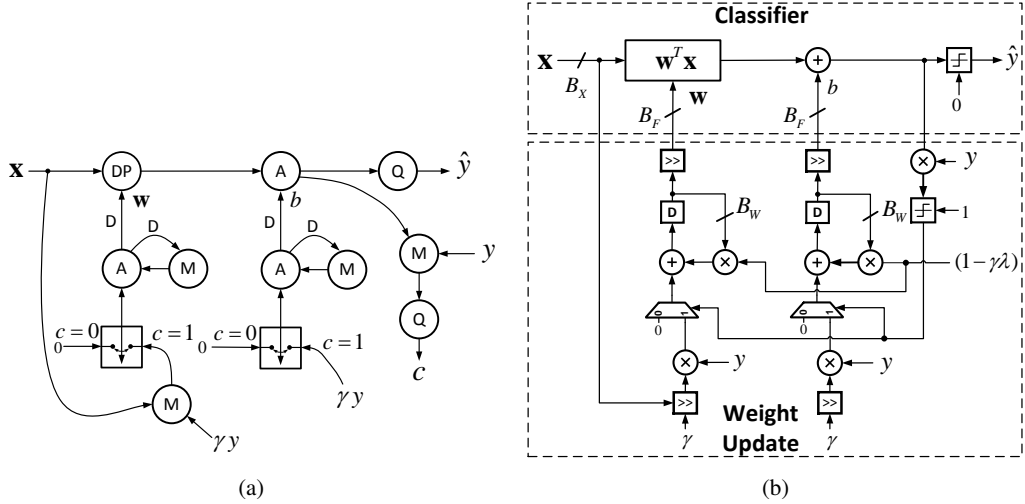 x
DP
A
Q
ŷ
w
b
D
D
D
D
A
M
A
M
M
y
Q
c
c=0
c=1
0
c=0
c=1
0
γy
M
γy
(a)
Classifier
x
B_X
wᵀx
w
+
b
0
ŷ
B_F
B_F
>>
>>
×
y
D
B_W
D
B_W
1
+
×
+
×
(1−γλ)
0
1
0
0
1
0
×
y
×
y
>>
>>
γ
γ
Weight
Update
(b)